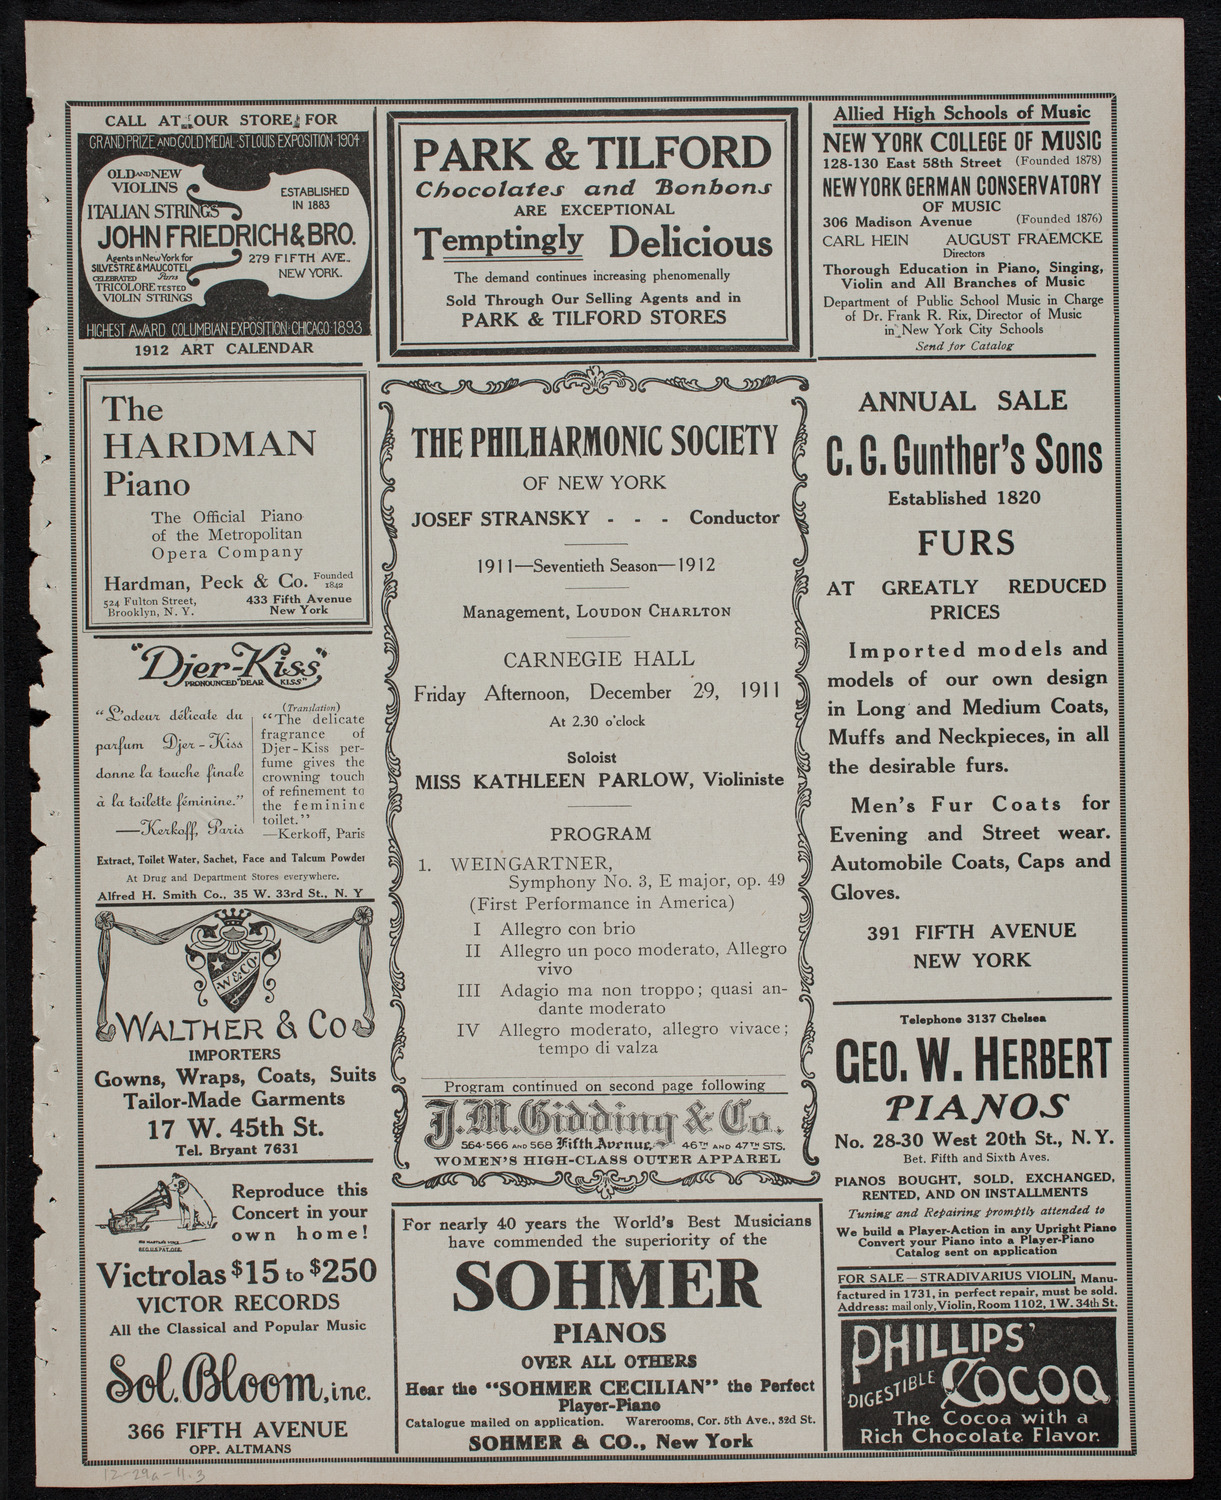 CALL AT OUR STORE FOR
GRAND PRIZE AND GOLD MEDAL ST LOUIS EXPOSITION 1904
OLD AND NEW
VIOLINS
ITALIAN STRINGS
ESTABLISHED
IN 1883
JOHN FRIEDRICH & BRO.
Agents in New York for
SILVESTRE & MAUCOTEL
CELEBRATED Paris
TRICOLORE TESTED
VIOLIN STRINGS
279 FIFTH AVE.
NEW YORK.
HIGHEST AWARD COLUMBIAN EXPOSITION CHICAGO 1893
1912 ART CALENDAR
PARK & TILFORD
Chocolates and Bonbons
ARE EXCEPTIONAL
Temptingly Delicious
The demand continues increasing phenomenally
Sold Through Our Selling Agents and in
PARK & TILFORD STORES
Allied High Schools of Music
NEW YORK COLLEGE OF MUSIC
128-130 East 58th Street (Founded 1878)
NEW YORK GERMAN CONSERVATORY
OF MUSIC
306 Madison Avenue (Founded 1876)
CARL HEIN AUGUST FRAEMCKE
Directors
Thorough Education in Piano, Singing,
Violin and All Branches of Music
Department of Public School Music in Charge
of Dr. Frank R. Rix, Director of Music
in New York City Schools
Send for Catalog
The
HARDMAN
Piano
The Official Piano
of the Metropolitan
Opera Company
Hardman, Peck & Co. Founded 1842
524 Fulton Street, 433 Fifth Avenue
Brooklyn, N. Y. New York
"Djer-Kiss"
PRONOUNCED "DEAR KISS"
"L'odeur délicate du
parfum Djer-Kiss
donne la touche finale
à la toilette féminine."
—Kerkoff, Paris
(Translation)
"The delicate
fragrance of
Djer-Kiss per-
fume gives the
crowning touch
of refinement to
the feminine
toilet."
—Kerkoff, Paris
Extract, Toilet Water, Sachet, Face and Talcum Powder
At Drug and Department Stores everywhere.
Alfred H. Smith Co., 35 W. 33rd St., N. Y
W & CO
WALTHER & CO
IMPORTERS
Gowns, Wraps, Coats, Suits
Tailor-Made Garments
17 W. 45th St.
Tel. Bryant 7631
HIS MASTER'S VOICE
REG. U.S. PAT. OFF.
Reproduce this
Concert in your
own home!
Victrolas $15 to $250
VICTOR RECORDS
All the Classical and Popular Music
Sol. Bloom, inc.
366 FIFTH AVENUE
OPP. ALTMANS
THE PHILHARMONIC SOCIETY
OF NEW YORK
JOSEF STRANSKY - - - Conductor
1911—Seventieth Season—1912
Management, LOUDON CHARLTON
CARNEGIE HALL
Friday Afternoon, December 29, 1911
At 2.30 o'clock
Soloist
MISS KATHLEEN PARLOW, Violiniste
PROGRAM
1. WEINGARTNER,
Symphony No. 3, E major, op. 49
(First Performance in America)
I Allegro con brio
II Allegro un poco moderato, Allegro
vivo
III Adagio ma non troppo; quasi an-
dante moderato
IV Allegro moderato, allegro vivace;
tempo di valza
Program continued on second page following
J. M. Gidding & Co.
564-566 AND 568 Fifth Avenue, 46TH AND 47TH STS.
WOMEN'S HIGH-CLASS OUTER APPAREL
For nearly 40 years the World's Best Musicians
have commended the superiority of the
SOHMER
PIANOS
OVER ALL OTHERS
Hear the "SOHMER CECILIAN" the Perfect
Player-Piano
Catalogue mailed on application. Warerooms, Cor. 5th Ave., 32d St.
SOHMER & CO., New York
ANNUAL SALE
C. G. Gunther's Sons
Established 1820
FURS
AT GREATLY REDUCED
PRICES
Imported models and
models of our own design
in Long and Medium Coats,
Muffs and Neckpieces, in all
the desirable furs.
Men's Fur Coats for
Evening and Street wear.
Automobile Coats, Caps and
Gloves.
391 FIFTH AVENUE
NEW YORK
Telephone 3137 Chelsea
GEO. W. HERBERT
PIANOS
No. 28-30 West 20th St., N.Y.
Bet. Fifth and Sixth Aves.
PIANOS BOUGHT, SOLD, EXCHANGED,
RENTED, AND ON INSTALLMENTS
Tuning and Repairing promptly attended to
We build a Player-Action in any Upright Piano
Convert your Piano into a Player-Piano
Catalog sent on application
FOR SALE—STRADIVARIUS VIOLIN, Manu-
factured in 1731, in perfect repair, must be sold.
Address: mail only, Violin, Room 1102, 1 W. 34th St.
PHILLIPS'
DIGESTIBLE COCOA
The Cocoa with a
Rich Chocolate Flavor.
12-29a-11.3